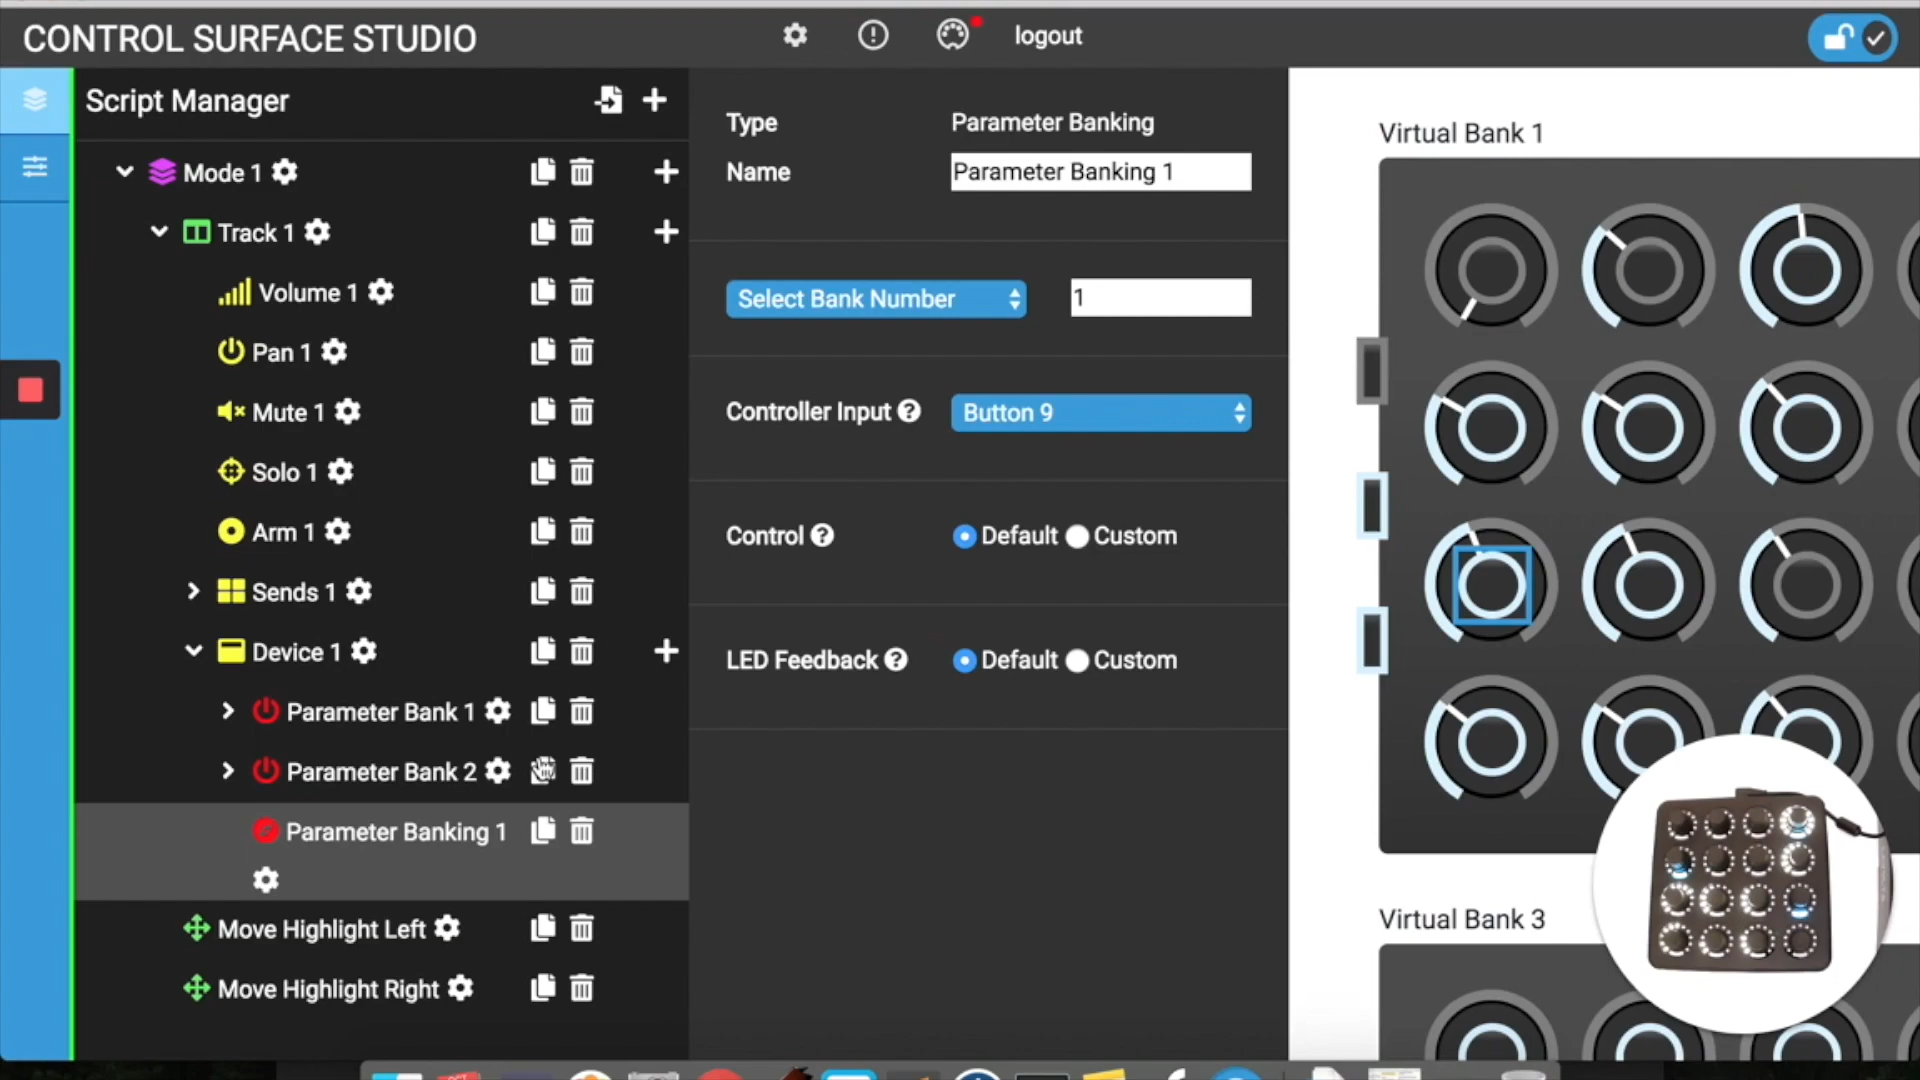 CONTROL SURFACE STUDIO
logout
Script Manager
Mode 1
Track 1
Volume 1
Pan 1
Mute 1
Solo 1
Arm 1
Sends 1
Device 1
Parameter Bank 1
Parameter Bank 2
Parameter Banking 1
Move Highlight Left
Move Highlight Right
Type Parameter Banking
Name Parameter Banking 1
Select Bank Number 1
Controller Input Button 9
Control Default Custom
LED Feedback Default Custom
Virtual Bank 1
Virtual Bank 3